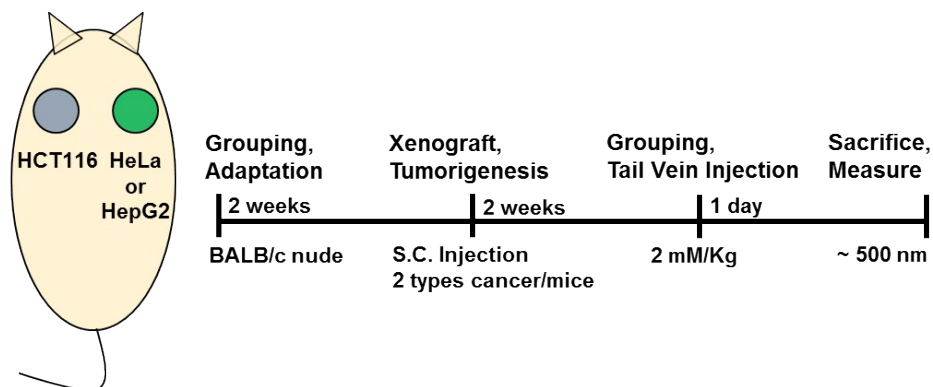 HCT116 HeLa
or
HepG2
Grouping,
Adaptation
Xenograft,
Tumorigenesis
Grouping,
Tail Vein Injection
Sacrifice,
Measure
2 weeks
2 weeks
1 day
BALB/c nude
S.C. Injection
2 types cancer/mice
2 mM/Kg
~ 500 nm